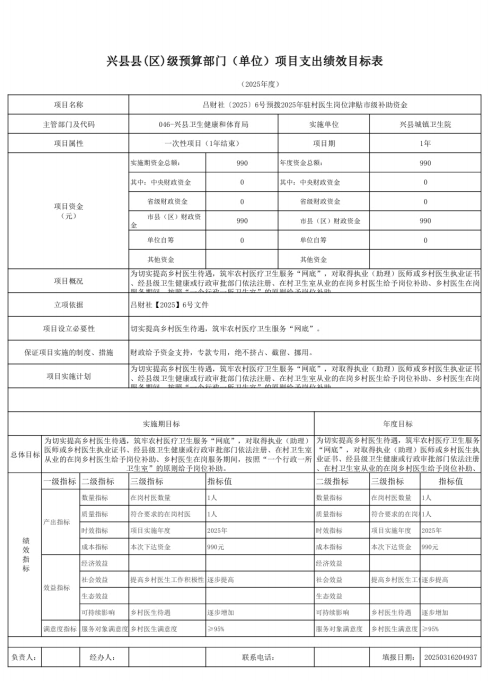 兴县县(区)级预算部门（单位）项目支出绩效目标表
（2025年度）
项目名称 吕财社〔2025〕6号预拨2025年驻村医生岗位津贴市级补助资金
主管部门及代码 046-兴县卫生健康和体育局 实施单位 兴县城镇卫生院
项目属性 一次性项目（1年结束） 项目期 1年
项目资金（元） 实施期资金总额: 990 年度资金总额: 990
其中: 中央财政资金 0 其中: 中央财政资金 0
省级财政资金 0 省级财政资金 0
市县（区）财政资金 990 市县（区）财政资金 990
单位自筹 0 单位自筹 0
其他资金 其他资金
项目概况 为切实提高乡村医生待遇，筑牢农村医疗卫生服务“网底”，对取得执业（助理）医师或乡村医生执业证书
、经县级卫生健康或行政审批部门依法注册、在村卫生室从业的在岗乡村医生给予岗位补助。乡村医生在岗
服务期间，按照“一个行政一所卫生室”的原则给予岗位补助
立项依据 吕财社【2025】6号文件
项目设立必要性 切实提高乡村医生待遇，筑牢农村医疗卫生服务“网底”。
保证项目实施的制度、措施 财政给予资金支持，专款专用，绝不挤占、截留、挪用。
项目实施计划 为切实提高乡村医生待遇，筑牢农村医疗卫生服务“网底”，对取得执业（助理）医师或乡村医生执业证书
、经县级卫生健康或行政审批部门依法注册、在村卫生室从业的在岗乡村医生给予岗位补助。乡村医生在岗
实施期目标 年度目标
总体目标 为切实提高乡村医生待遇，筑牢农村医疗卫生服务“网底”，对取得执业（助理）
医师或乡村医生执业证书、经县级卫生健康或行政审批部门依法注册、在村卫生室
从业的在岗乡村医生给予岗位补助。乡村医生在岗服务期间，按照“一个行政一所
卫生室”的原则给予岗位补助。
为切实提高乡村医生待遇，筑牢农村医疗卫生服务
“网底”，对取得执业（助理）医师或乡村医生执业
证书、经县级卫生健康或行政审批部门依法注册
、在村卫生室从业的在岗乡村医生给予岗位补助、
绩效指标 一级指标 二级指标 三级指标 指标值 二级指标 三级指标 指标值
产出指标 数量指标 在岗村医数量 1人 数量指标 在岗村医数量 1人
质量指标 符合要求的在岗村医 1人 质量指标 符合要求的在岗村 1人
时效指标 项目实施年度 2025年 时效指标 项目实施年度 2025年
成本指标 本次下达资金 990元 成本指标 本次下达资金 990元
效益指标 经济效益 经济效益
社会效益 提高乡村医生工作积极性 逐步提高 社会效益 提高乡村医生工 逐步提高
生态效益 生态效益
可持续影响 乡村医生待遇 逐步增加 可持续影响 乡村医生待遇 逐步增加
满意度指标 服务对象满意度 乡村医生满意度 ≥95% 服务对象满意度 乡村医生满意度 ≥95%
负责人: 经办人: 联系电话: 填报日期: 20250316204937